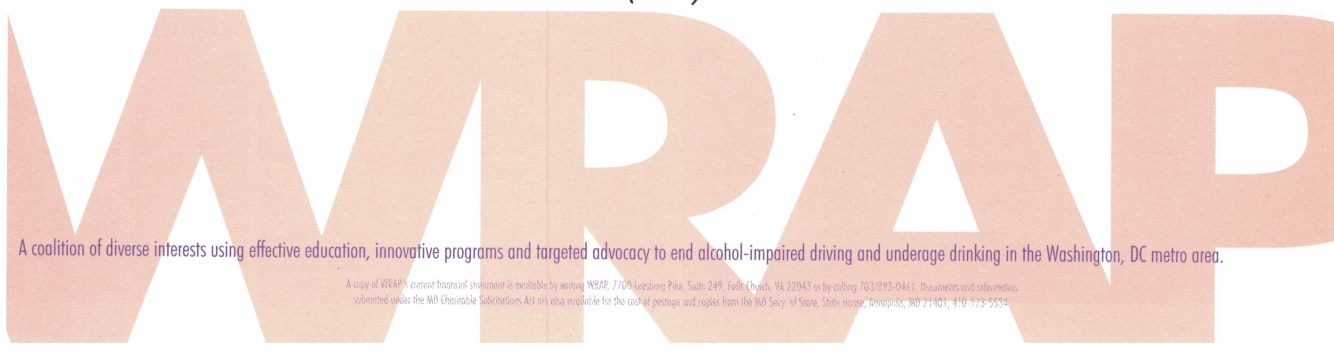 WRAP
A coalition of diverse interests using effective education, innovative programs and targeted advocacy to end alcohol-impaired driving and underage drinking in the Washington, DC metro area.
A copy of WRAP's current financial statement is available by writing WRAP, 7700 Leesburg Pike, Suite 249, Falls Church, VA 22043 or by calling 703/893-0461. Documents and information
submitted under the MD Charitable Solicitations Act are also available for the cost of postage and copies from the MD Secy. of State, State House, Annapolis, MD 21401, 410-973-5534